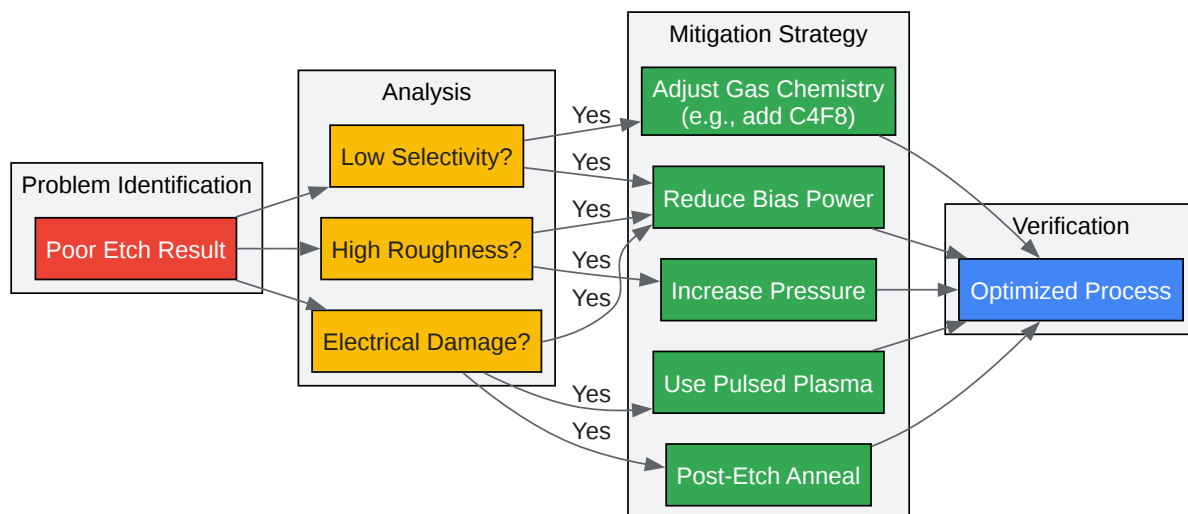 Problem Identification
Poor Etch Result
Analysis
Low Selectivity?
High Roughness?
Electrical Damage?
Yes
Yes
Yes
Yes
Yes
Yes
Yes
Mitigation Strategy
Adjust Gas Chemistry
(e.g., add C4F8)
Reduce Bias Power
Increase Pressure
Use Pulsed Plasma
Post-Etch Anneal
Verification
Optimized Process